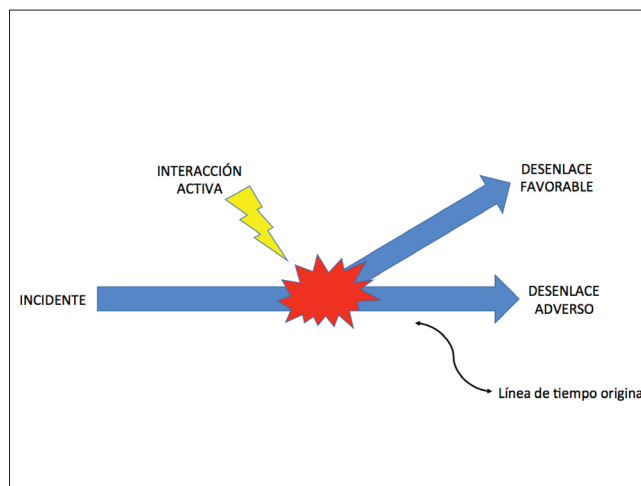 INTERACCIÓN
ACTIVA
DESENLACE
FAVORABLE
INCIDENTE
DESENLACE
ADVERSO
Línea de tiempo origina